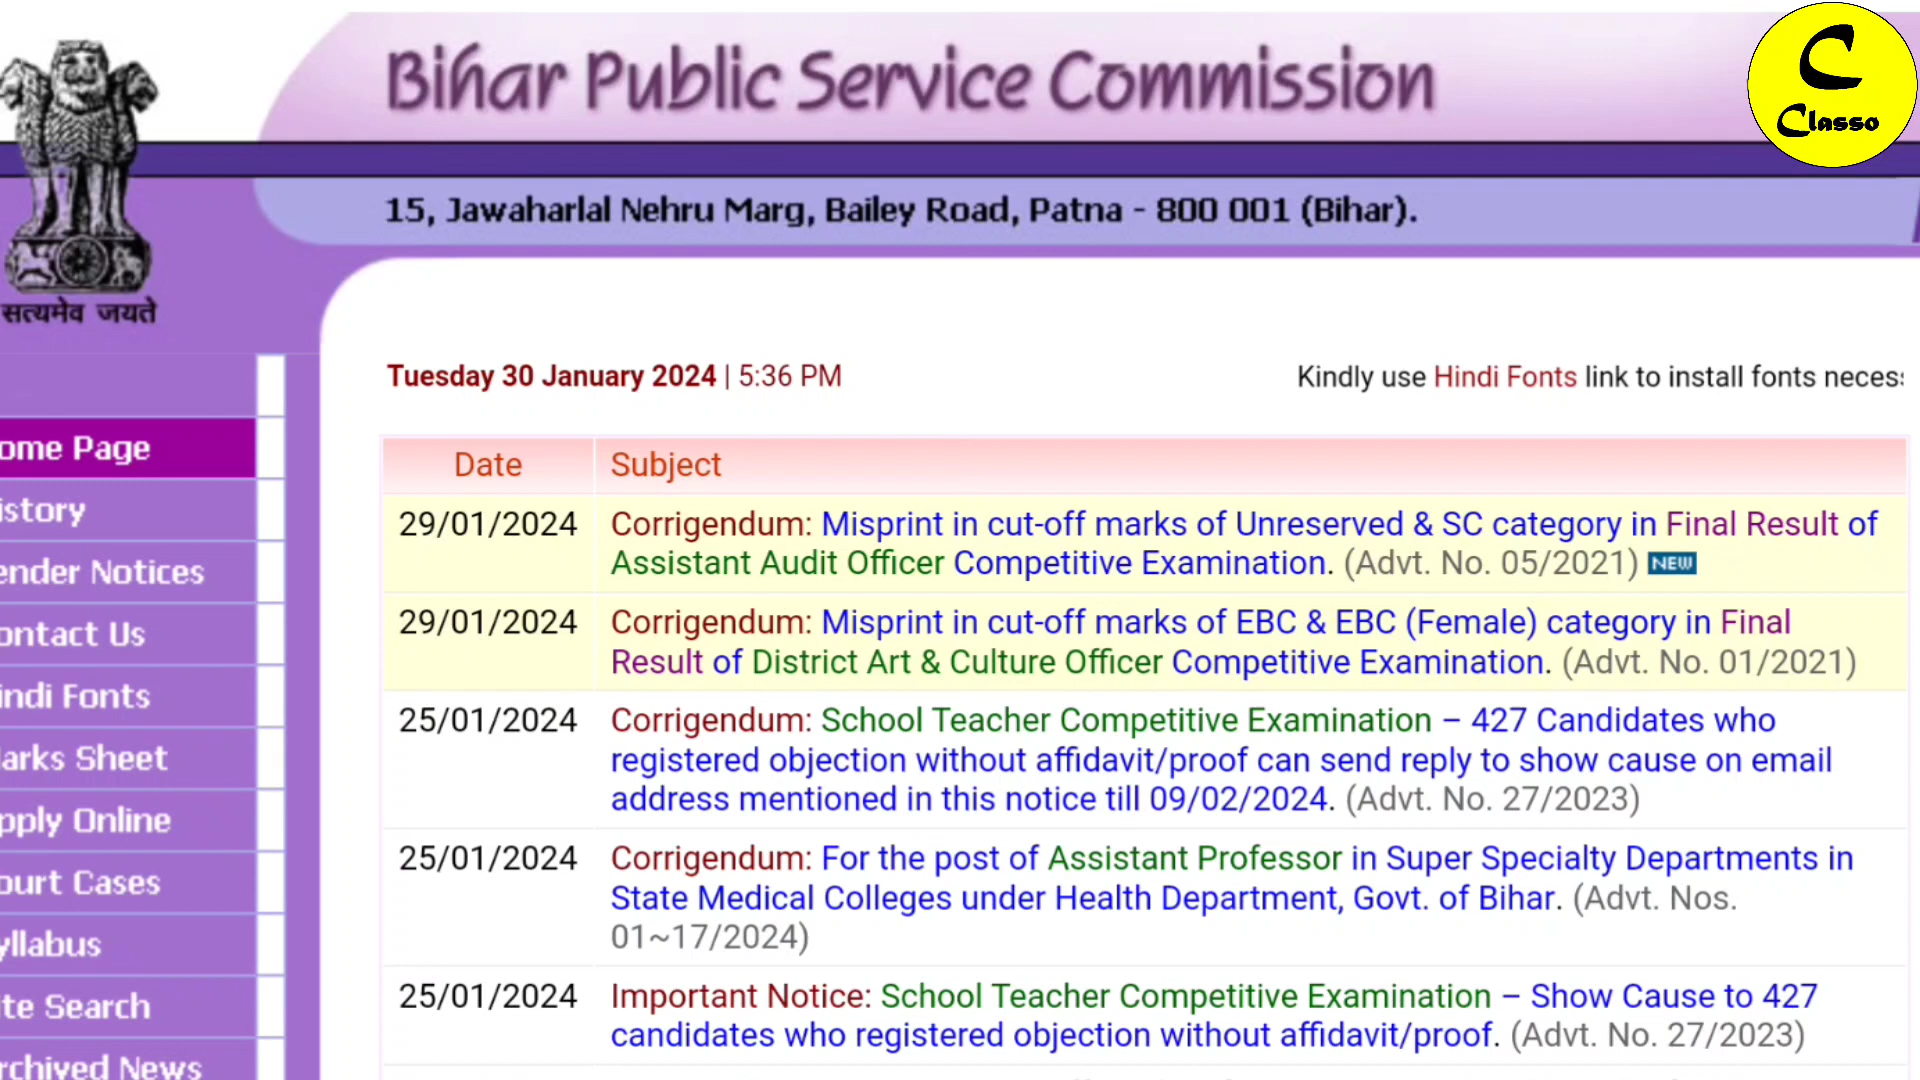 Bihar Public Service Commission
C
Classo
15, Jawaharlal Nehru Marg, Bailey Road, Patna - 800 001 (Bihar).
सत्यमेव जयते
Tuesday 30 January 2024 | 5:36 PM
Kindly use Hindi Fonts link to install fonts neces
ome Page
istory
ender Notices
ontact Us
indi Fonts
arks Sheet
pply Online
ourt Cases
yllabus
te Search
rchived News
Date Subject
29/01/2024 Corrigendum: Misprint in cut-off marks of Unreserved & SC category in Final Result of
Assistant Audit Officer Competitive Examination. (Advt. No. 05/2021) NEW
29/01/2024 Corrigendum: Misprint in cut-off marks of EBC & EBC (Female) category in Final
Result of District Art & Culture Officer Competitive Examination. (Advt. No. 01/2021)
25/01/2024 Corrigendum: School Teacher Competitive Examination – 427 Candidates who
registered objection without affidavit/proof can send reply to show cause on email
address mentioned in this notice till 09/02/2024. (Advt. No. 27/2023)
25/01/2024 Corrigendum: For the post of Assistant Professor in Super Specialty Departments in
State Medical Colleges under Health Department, Govt. of Bihar. (Advt. Nos.
01~17/2024)
25/01/2024 Important Notice: School Teacher Competitive Examination – Show Cause to 427
candidates who registered objection without affidavit/proof. (Advt. No. 27/2023)